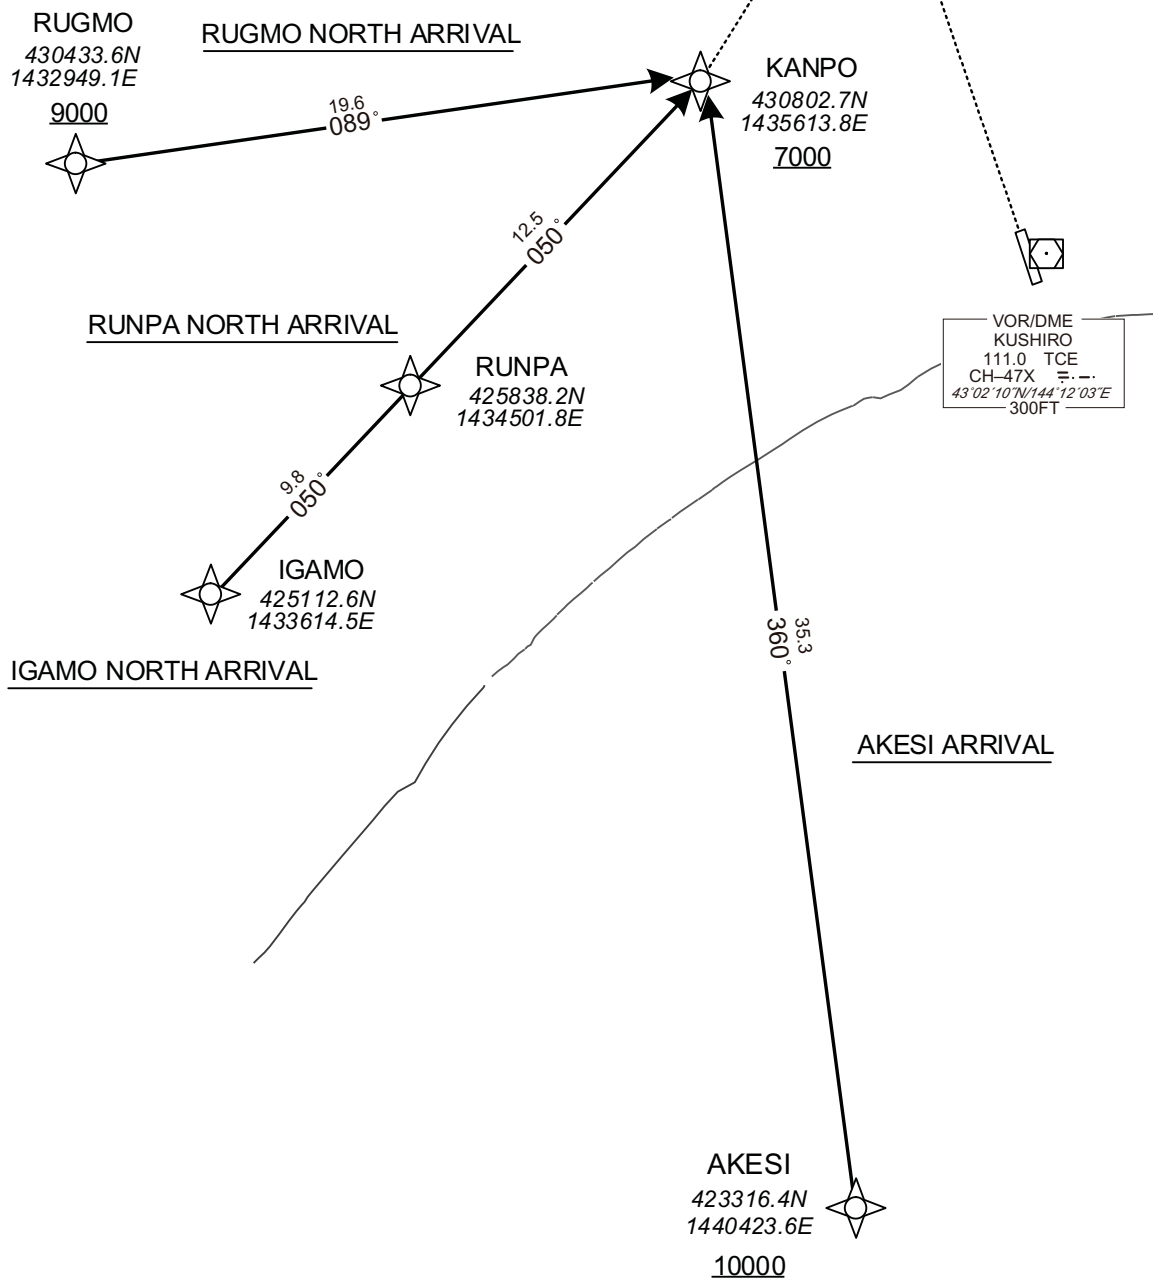 RUGMO
430433.6N
1432949.1E
9000
RUGMO NORTH ARRIVAL
19.6
089°
KANPO
430802.7N
1435613.8E
7000
12.5
050°
RUNPA NORTH ARRIVAL
RUNPA
425838.2N
1434501.8E
VOR/DME
KUSHIRO
111.0 TCE
CH–47X
43°02′10″N/144°12′03″E
300FT
9.8
050°
IGAMO
425112.6N
1433614.5E
IGAMO NORTH ARRIVAL
35.3
360°
AKESI ARRIVAL
AKESI
423316.4N
1440423.6E
10000